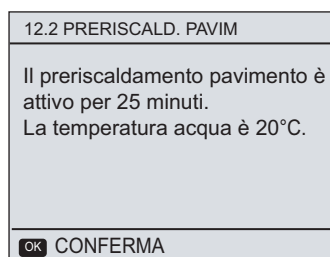 12.2 PRERISCALD. PAVIM
Il preriscaldamento pavimento è
attivo per 25 minuti.
La temperatura acqua è 20°C.
OK CONFERMA